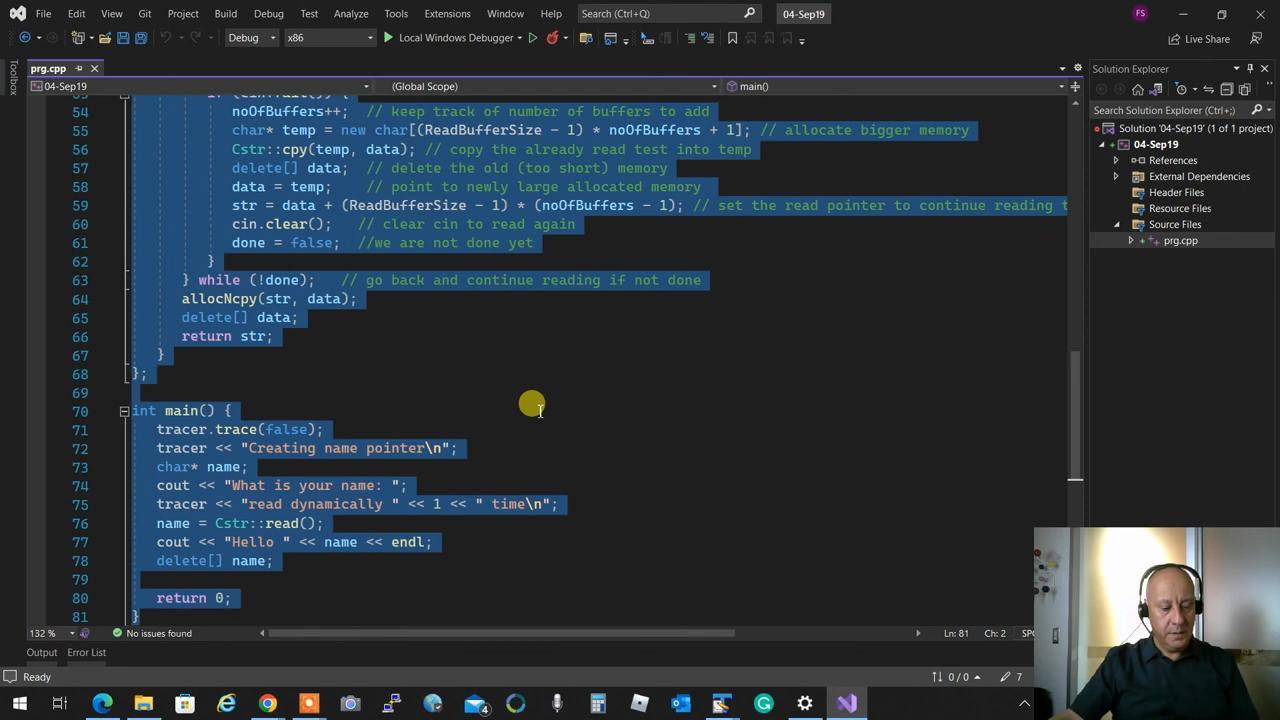 File Edit View Git Project Build Debug Test Analyze Tools Extensions Window Help Search (Ctrl+Q) 04-Sep19 FS
Debug x86 Local Windows Debugger Live Share
Toolbox
prg.cpp
04-Sep19 (Global Scope) main()
54 noOfBuffers++; // keep track of number of buffers to add
55 char* temp = new char[(ReadBufferSize - 1) * noOfBuffers + 1]; // allocate bigger memory
56 Cstr::cpy(temp, data); // copy the already read test into temp
57 delete[] data; // delete the old (too short) memory
58 data = temp; // point to newly large allocated memory
59 str = data + (ReadBufferSize - 1) * (noOfBuffers - 1); // set the read pointer to continue reading t
60 cin.clear(); // clear cin to read again
61 done = false; //we are not done yet
62 }
63 } while (!done); // go back and continue reading if not done
64 allocNcpy(str, data);
65 delete[] data;
66 return str;
67 }
68 };
69
70 int main() {
71 tracer.trace(false);
72 tracer << "Creating name pointer\n";
73 char* name;
74 cout << "What is your name: ";
75 tracer << "read dynamically " << 1 << " time\n";
76 name = Cstr::read();
77 cout << "Hello " << name << endl;
78 delete[] name;
79
80 return 0;
81 }
132 % No issues found Ln: 81 Ch: 2 SPC
Output Error List
Ready 0 / 0 7
Solution Explorer
Search Solution Explorer (Ctrl+;)
Solution '04-Sep19' (1 of 1 project)
04-Sep19
References
External Dependencies
Header Files
Resource Files
Source Files
prg.cpp
4